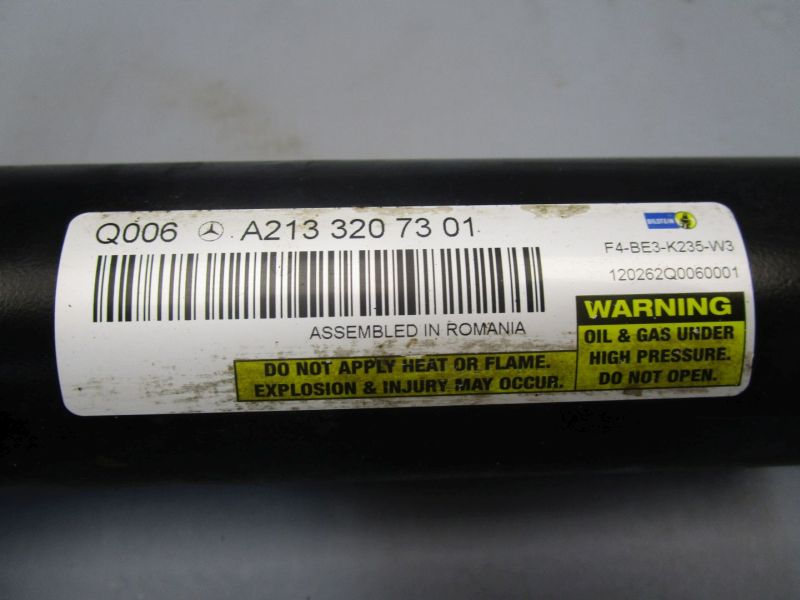 Q006 A213 320 73 01
BILSTEIN
F4-BE3-K235-W3
120262Q0060001
ASSEMBLED IN ROMANIA
WARNING
OIL & GAS UNDER
HIGH PRESSURE.
DO NOT OPEN.
DO NOT APPLY HEAT OR FLAME.
EXPLOSION & INJURY MAY OCCUR.